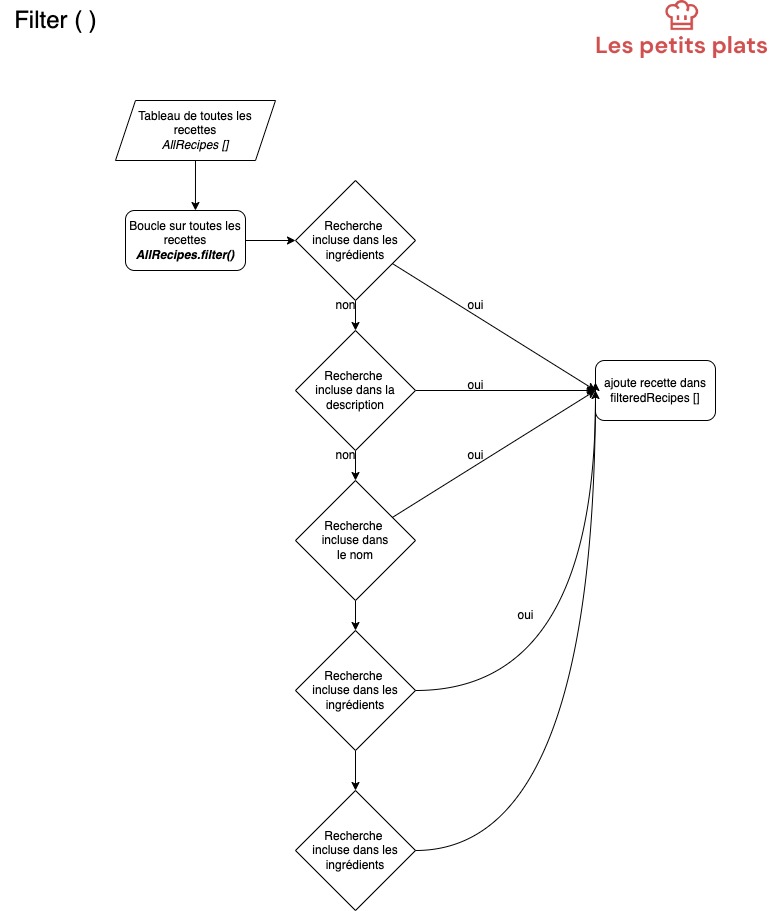 Filter ( )
Les petits plats
Tableau de toutes les
recettes
AllRecipes []
Boucle sur toutes les
recettes
AllRecipes.filter()
Recherche
incluse dans les
ingrédients
non
oui
Recherche
incluse dans la
description
oui
ajoute recette dans
filteredRecipes []
non
oui
Recherche
incluse dans
le nom
oui
Recherche
incluse dans les
ingrédients
Recherche
incluse dans les
ingrédients